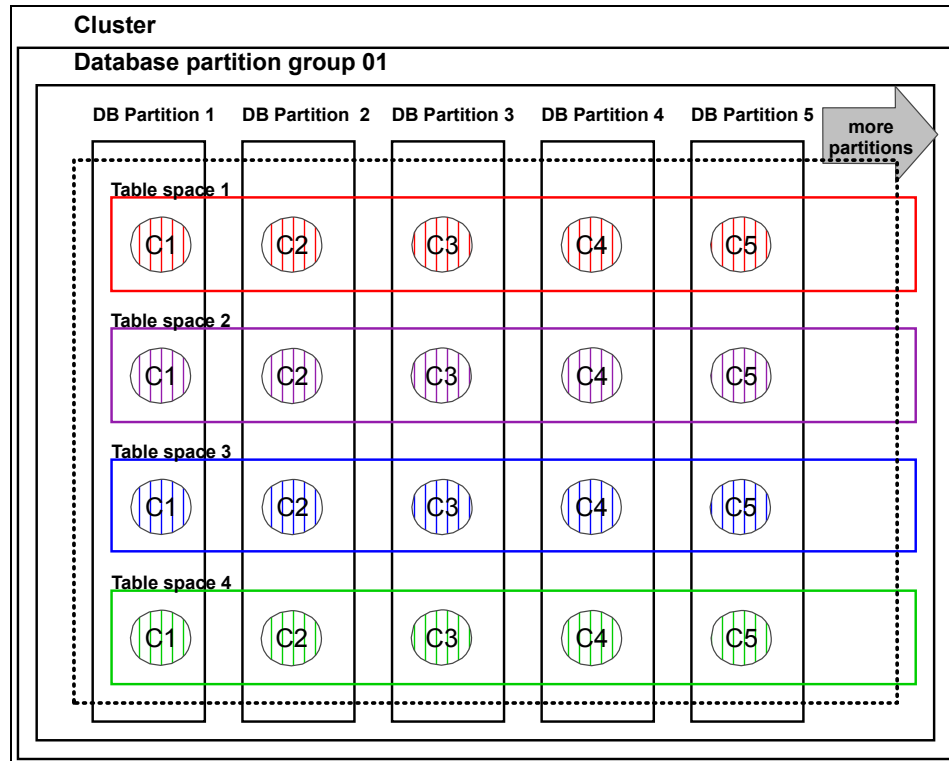 Cluster
Database partition group 01
DB Partition 1 DB Partition 2 DB Partition 3 DB Partition 4 DB Partition 5
more
partitions
Table space 1
C1 C2 C3 C4 C5
Table space 2
C1 C2 C3 C4 C5
Table space 3
C1 C2 C3 C4 C5
Table space 4
C1 C2 C3 C4 C5